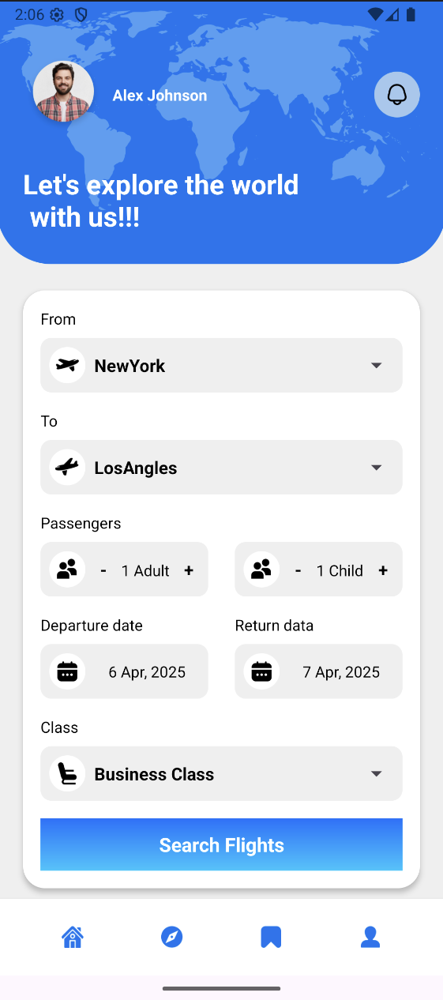 2:06
Alex Johnson
Let's explore the world
with us!!!
From
NewYork
To
LosAngles
Passengers
- 1 Adult + - 1 Child +
Departure date Return data
6 Apr, 2025 7 Apr, 2025
Class
Business Class
Search Flights